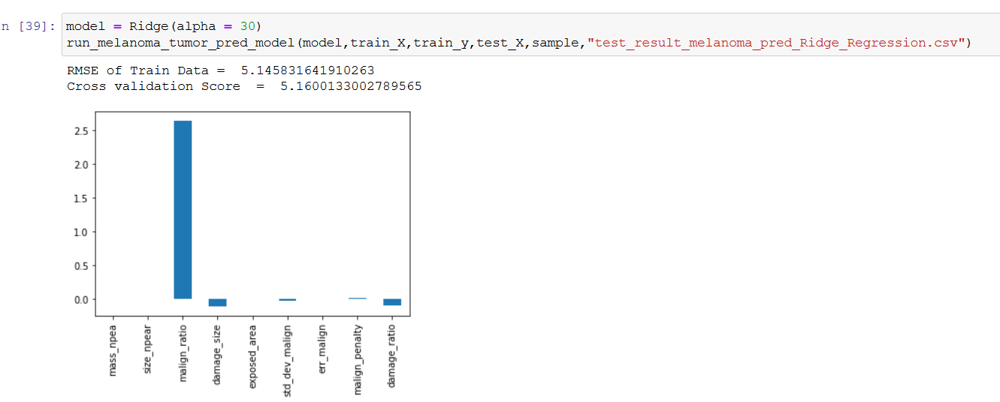 n [39]: model = Ridge(alpha = 30)
run_melanoma_tumor_pred_model(model,train_X,train_y,test_X,sample,"test_result_melanoma_pred_Ridge_Regression.csv")
RMSE of Train Data =  5.145831641910263
Cross validation Score  =  5.1600133002789565
2.5
2.0
1.5
1.0
0.5
0.0
mass_npea
size_npear
malign_ratio
damage_size
exposed_area
std_dev_malign
err_malign
malign_penalty
damage_ratio